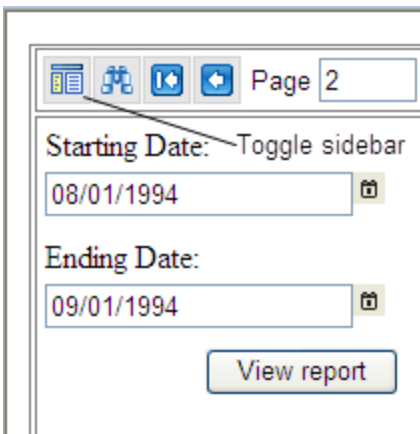 Page 2
Starting Date: Toggle sidebar
08/01/1994
Ending Date:
09/01/1994
View report